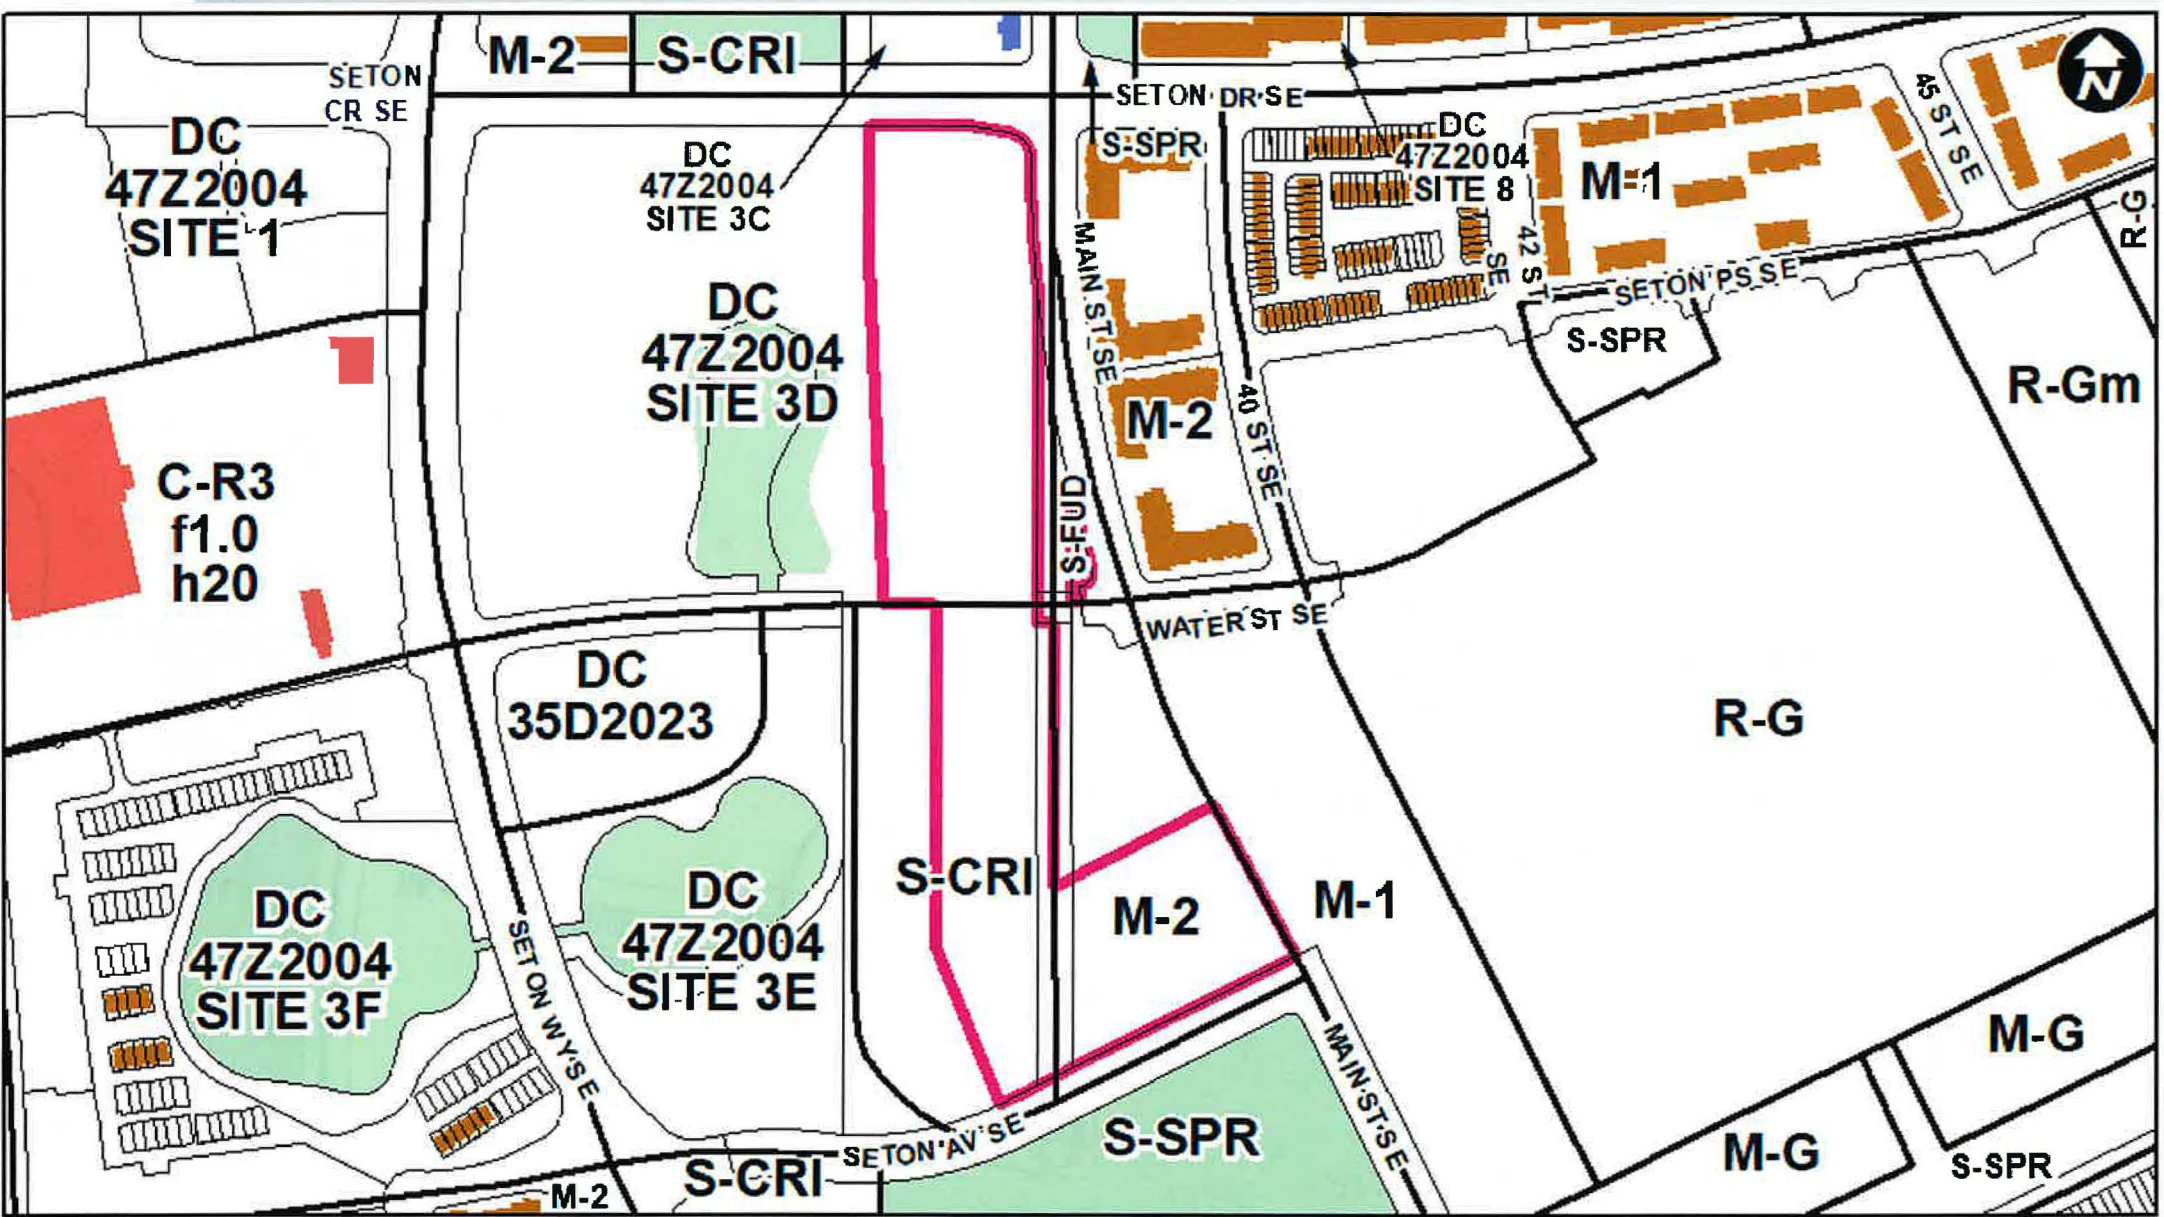 M-2
S-CRI
SETON
CR SE
SETON DR SE
N
DC
47Z2004
SITE 1
DC
47Z2004
SITE 3C
S-SPR
DC
47Z2004
SITE 8
M-1
45 ST SE
R-G
MAIN ST SE
42 ST
SE
SETON PS SE
S-SPR
DC
47Z2004
SITE 3D
R-Gm
M-2
40 ST SE
C-R3
f1.0
h20
S-FUD
WATER ST SE
DC
35D2023
R-G
S-CRI
M-2
M-1
DC
47Z2004
SITE 3F
SETON WY SE
DC
47Z2004
SITE 3E
M-G
MAIN ST SE
SETON AV SE
S-SPR
M-G
S-SPR
S-CRI
M-2